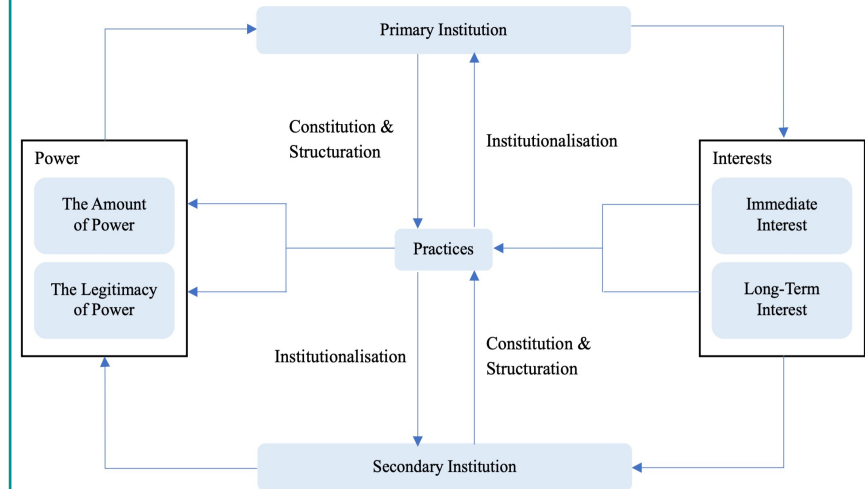 Primary Institution
Constitution &
Structuration
Institutionalisation
Power
The Amount
of Power
The Legitimacy
of Power
Practices
Interests
Immediate
Interest
Long-Term
Interest
Institutionalisation
Constitution &
Structuration
Secondary Institution